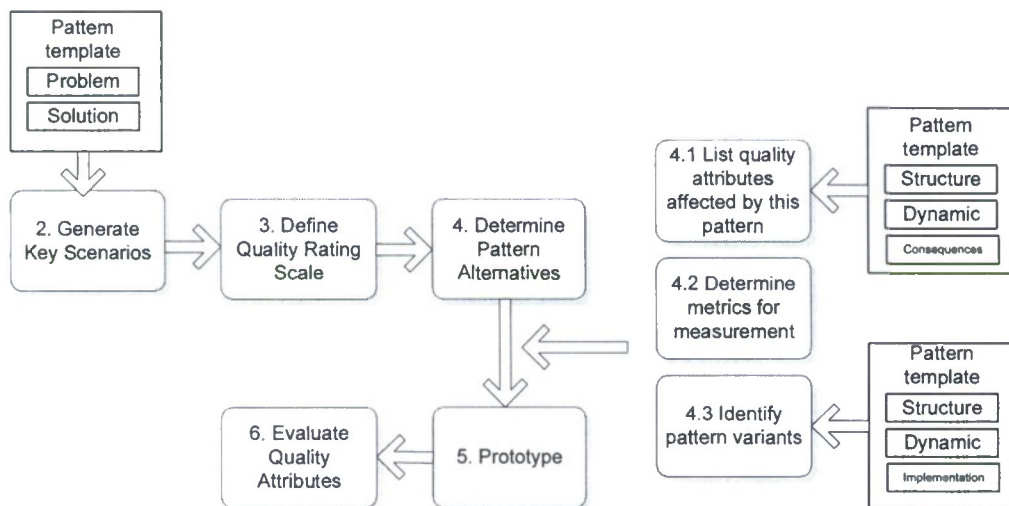 Pattern
template
Problem
Solution
2. Generate
Key Scenarios
3. Define
Quality Rating
Scale
4. Determine
Pattern
Alternatives
4.1 List quality
attributes
affected by this
pattern
Pattern
template
Structure
Dynamic
Consequences
4.2 Determine
metrics for
measurement
4.3 Identify
pattern variants
Pattern
template
Structure
Dynamic
Implementation
5. Prototype
6. Evaluate
Quality
Attributes